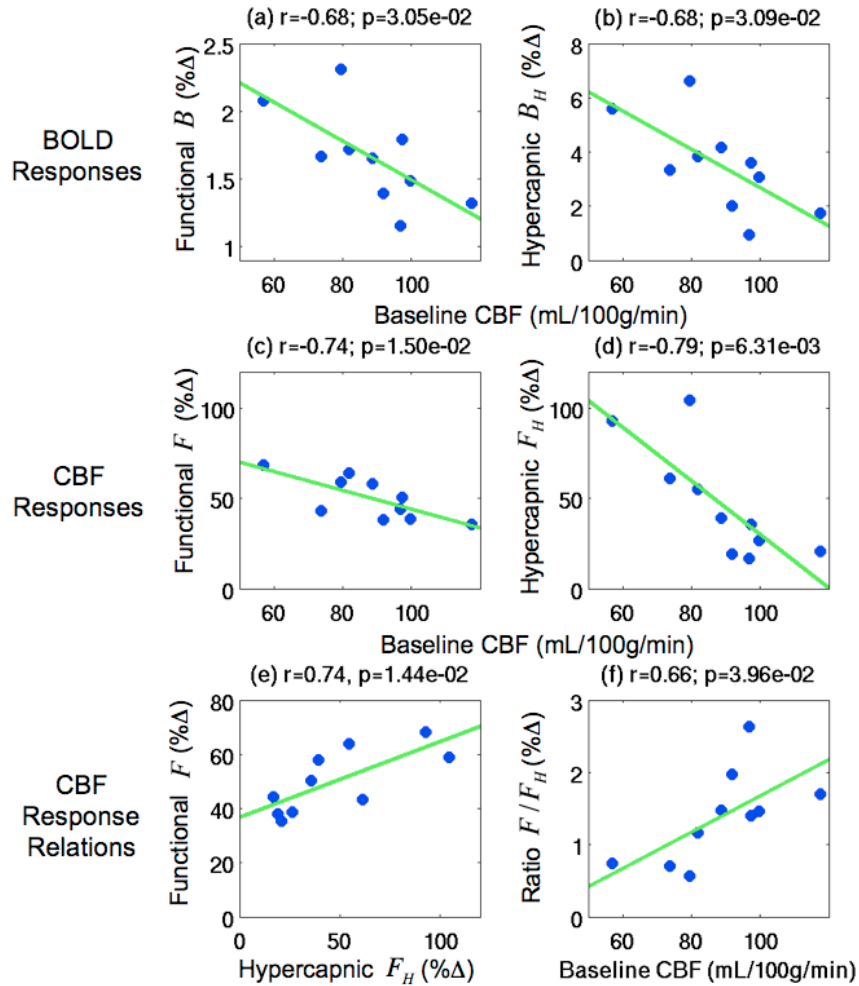 (a) r=-0.68; p=3.05e-02
(b) r=-0.68; p=3.09e-02
BOLD
Responses
Functional B (%Δ)
2.5
2
1.5
1
60
80
100
Hypercapnic B_H (%Δ)
8
6
4
2
0
60
80
100
Baseline CBF (mL/100g/min)
(c) r=-0.74; p=1.50e-02
(d) r=-0.79; p=6.31e-03
CBF
Responses
Functional F (%Δ)
100
50
0
60
80
100
Hypercapnic F_H (%Δ)
100
50
0
60
80
100
Baseline CBF (mL/100g/min)
(e) r=0.74, p=1.44e-02
(f) r=0.66; p=3.96e-02
CBF
Response
Relations
Functional F (%Δ)
80
60
40
20
0
0
50
100
Hypercapnic F_H (%Δ)
Ratio F/F_H (%Δ)
3
2
1
0
60
80
100
Baseline CBF (mL/100g/min)